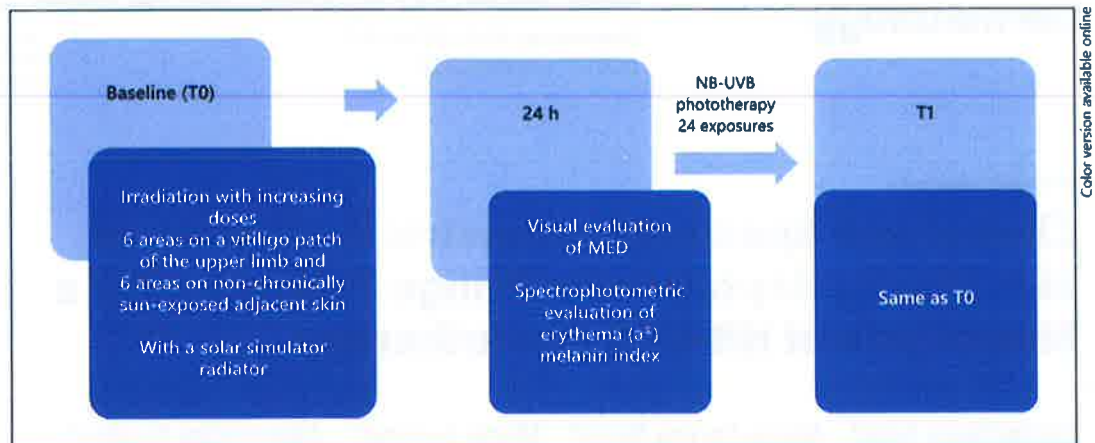 Baseline (T0)
Irradiation with increasing
doses
6 areas on a vitiligo patch
of the upper limb and
6 areas on non-chronically
sun-exposed adjacent skin
With a solar simulator
radiator
24 h
Visual evaluation
of MED
Spectrophotometric
evaluation of
erythema (a*)
melanin index
NB-UVB
phototherapy
24 exposures
T1
Same as T0
Color version available online